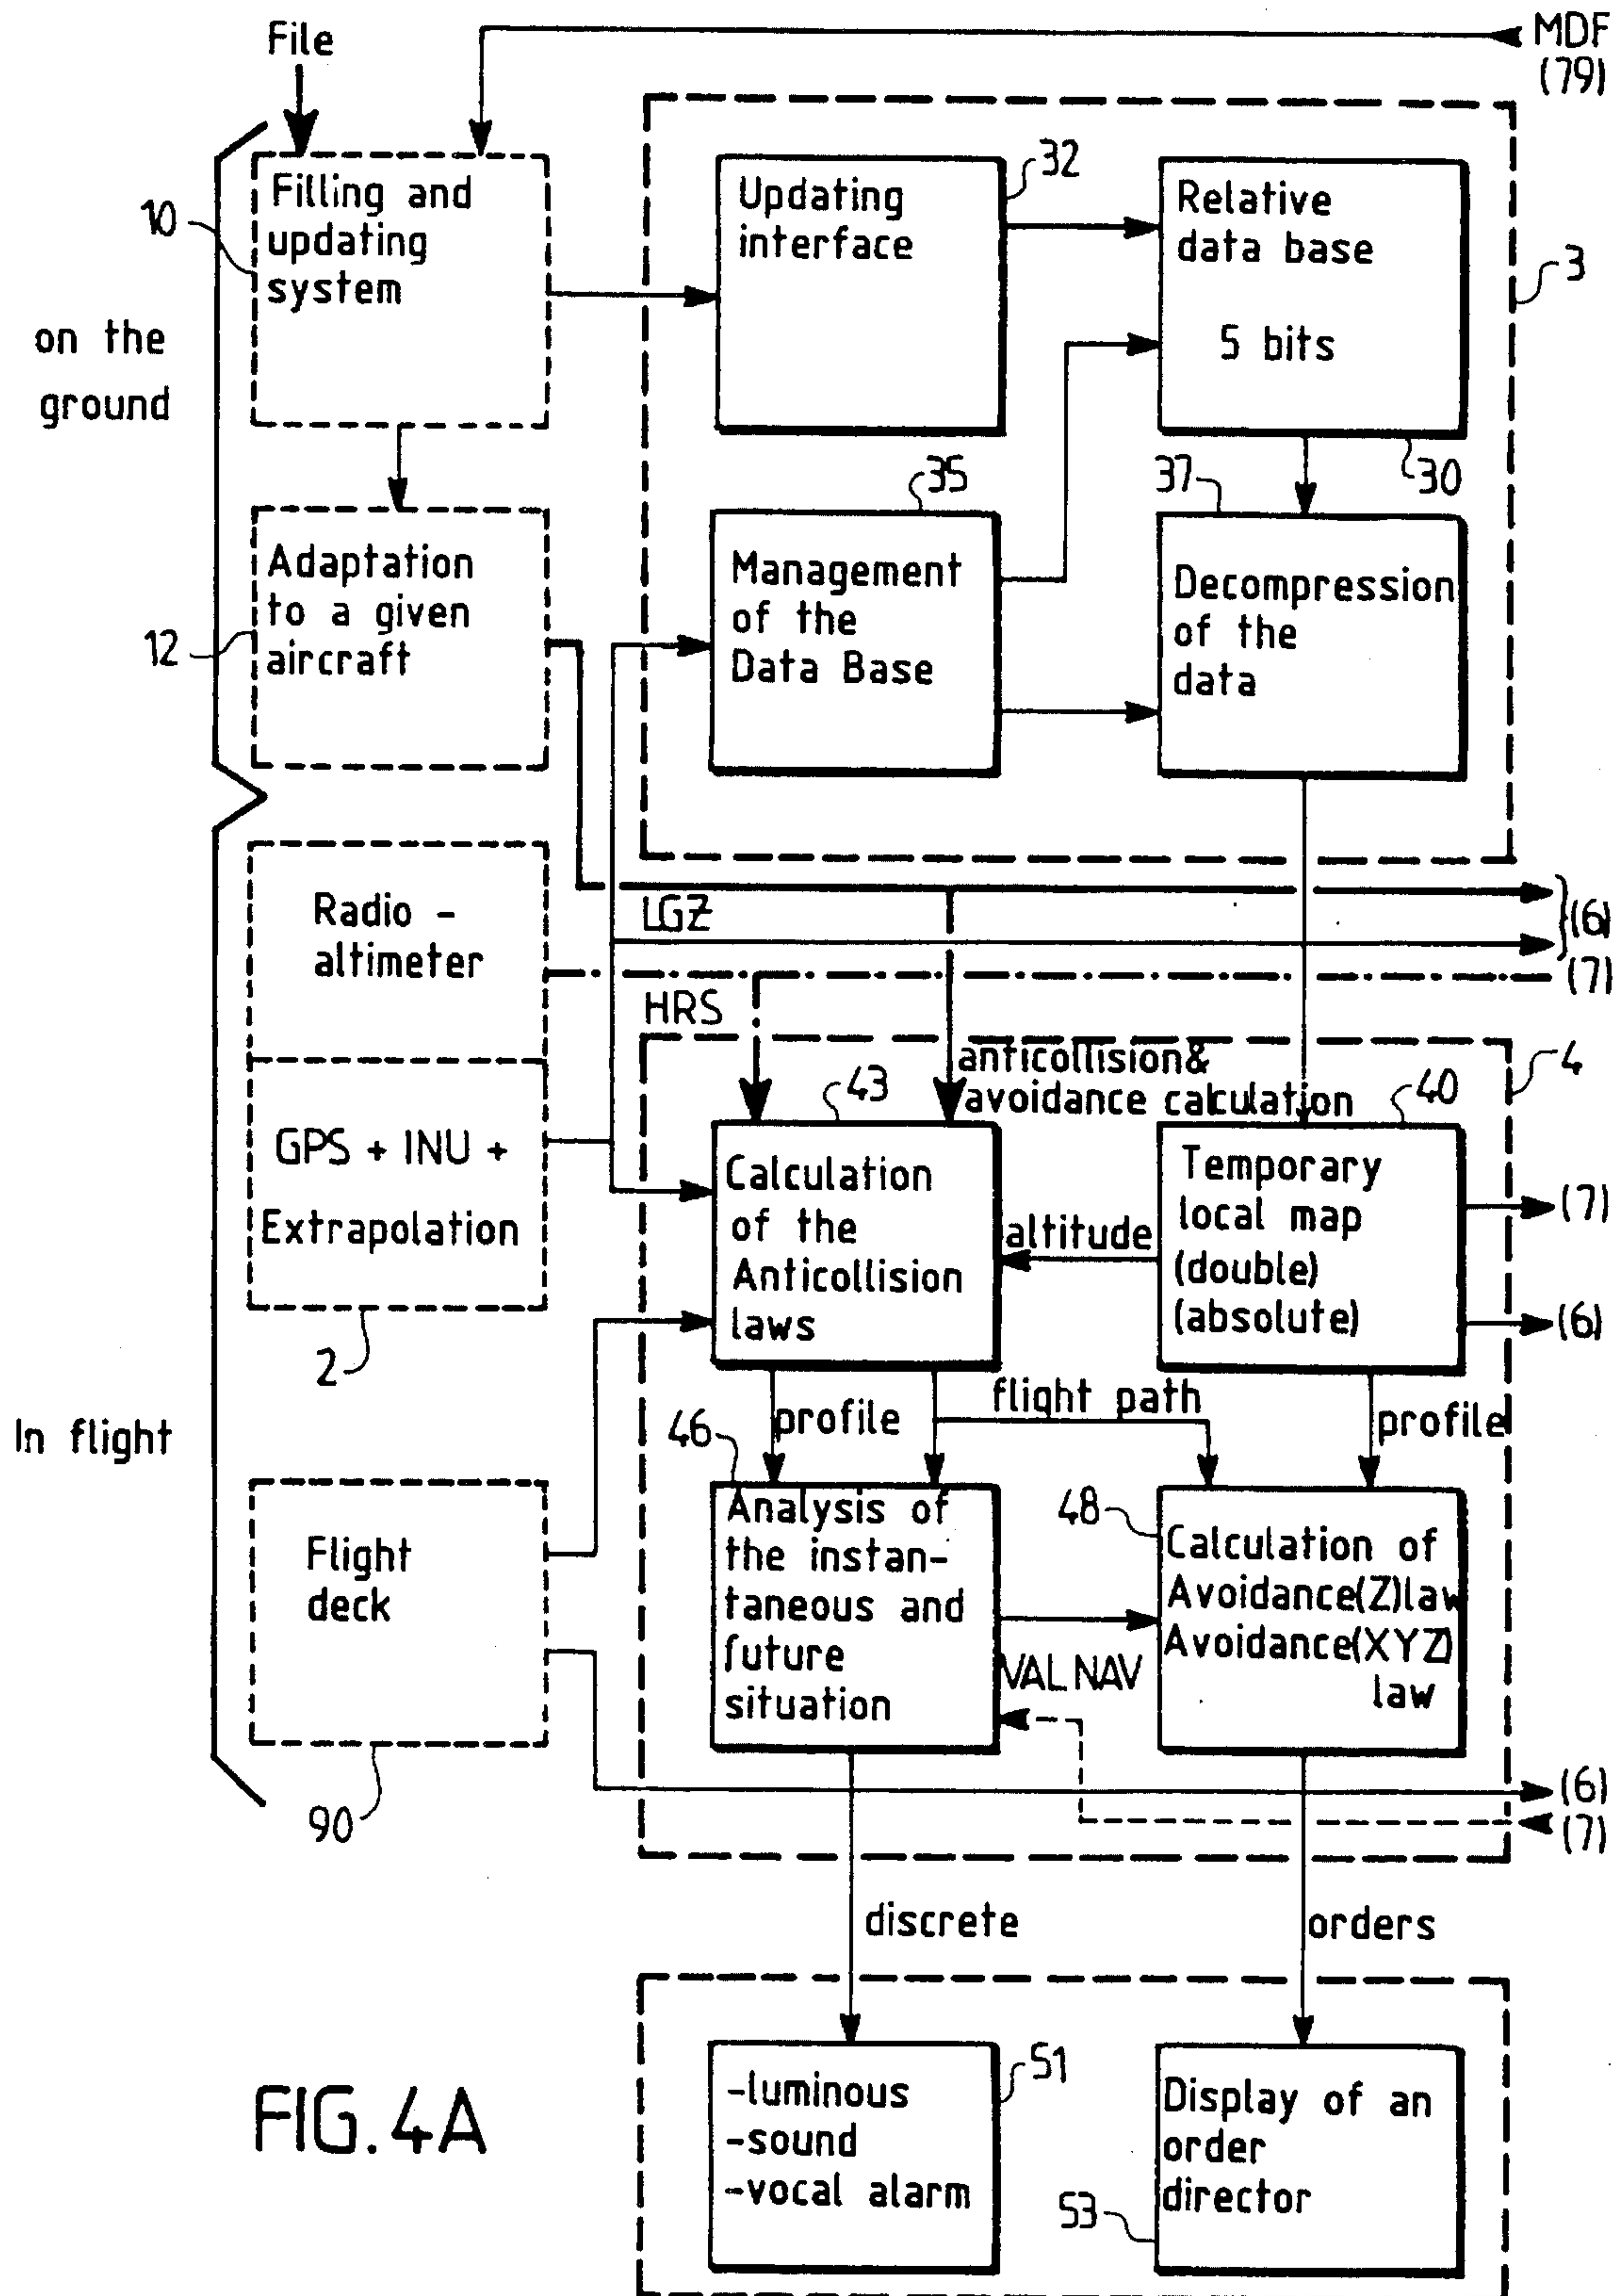 File
MDF
(79)
Filling and
updating
system
10
on the
ground
Updating
interface
32
Relative
data base
5 bits
3
30
35
37
Adaptation
to a given
aircraft
12
Management
of the
Data Base
Decompression
of the
data
Radio -
altimeter
LGZ
(6)
(7)
HRS
anticollision&
avoidance calculation
4
43
40
GPS + INU +
Extrapolation
2
Calculation
of the
Anticollision
laws
altitude
Temporary
local map
(double)
(absolute)
(7)
(6)
In flight
46
profile
flight path
profile
Flight
deck
90
Analysis of
the instan-
taneous and
future
situation
VAL NAV
48
Calculation of
Avoidance(Z)law
Avoidance(XYZ)
law
(6)
(7)
discrete
orders
FIG.4A
-luminous
-sound
-vocal alarm
51
Display of an
order
director
53